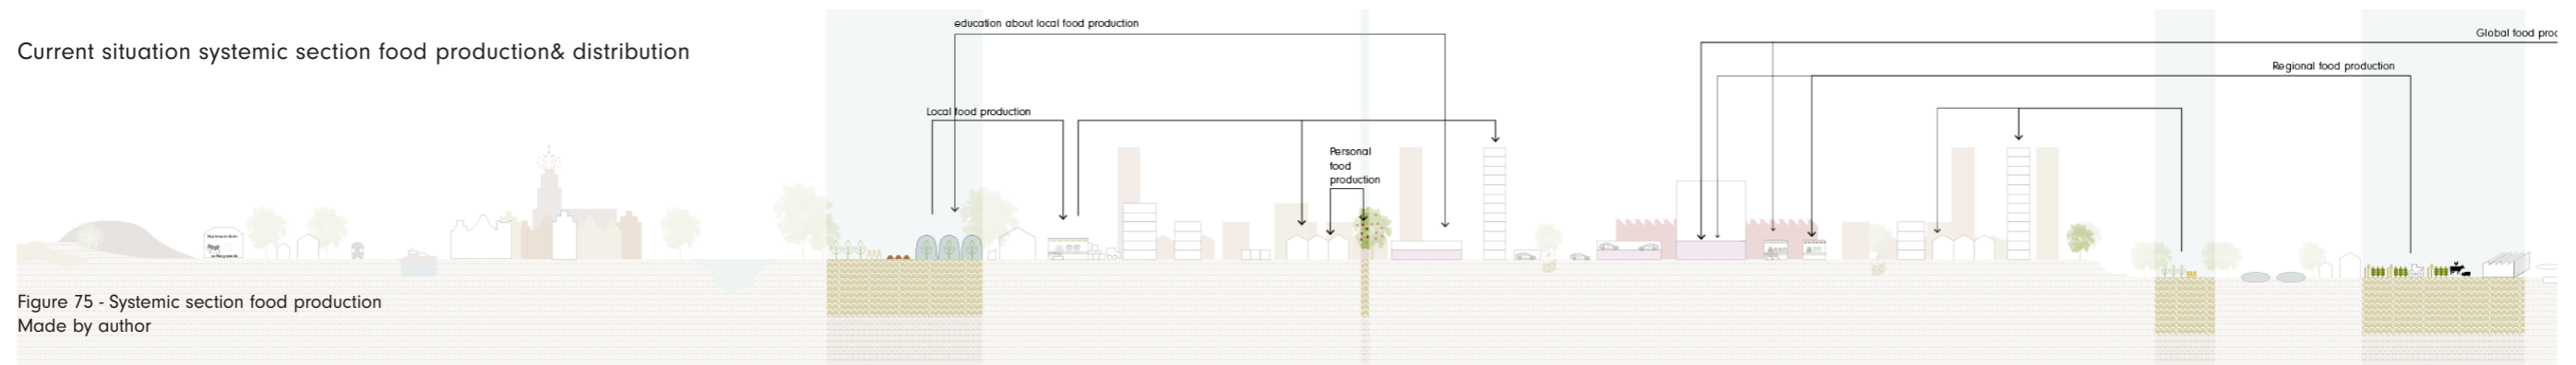 Current situation systemic section food production& distribution
education about local food production
Local food production
Personal
food
production
Global food proc
Regional food production
Figure 75 - Systemic section food production
Made by author